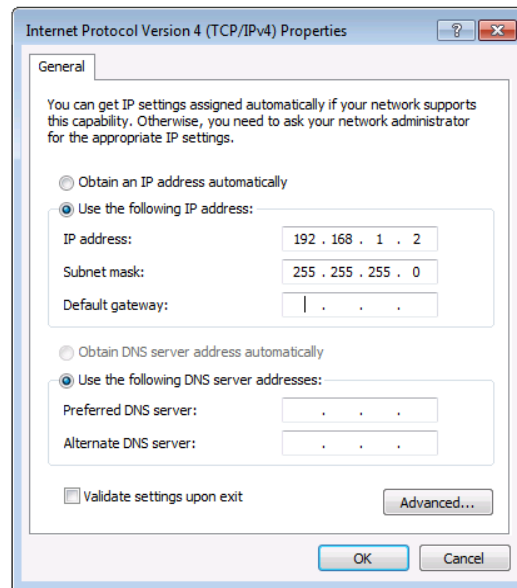 Internet Protocol Version 4 (TCP/IPv4) Properties
General
You can get IP settings assigned automatically if your network supports
this capability. Otherwise, you need to ask your network administrator
for the appropriate IP settings.
Obtain an IP address automatically
Use the following IP address:
IP address: 192 . 168 . 1 . 2
Subnet mask: 255 . 255 . 255 . 0
Default gateway: . . .
Obtain DNS server address automatically
Use the following DNS server addresses:
Preferred DNS server: . . .
Alternate DNS server: . . .
Validate settings upon exit
Advanced...
OK Cancel